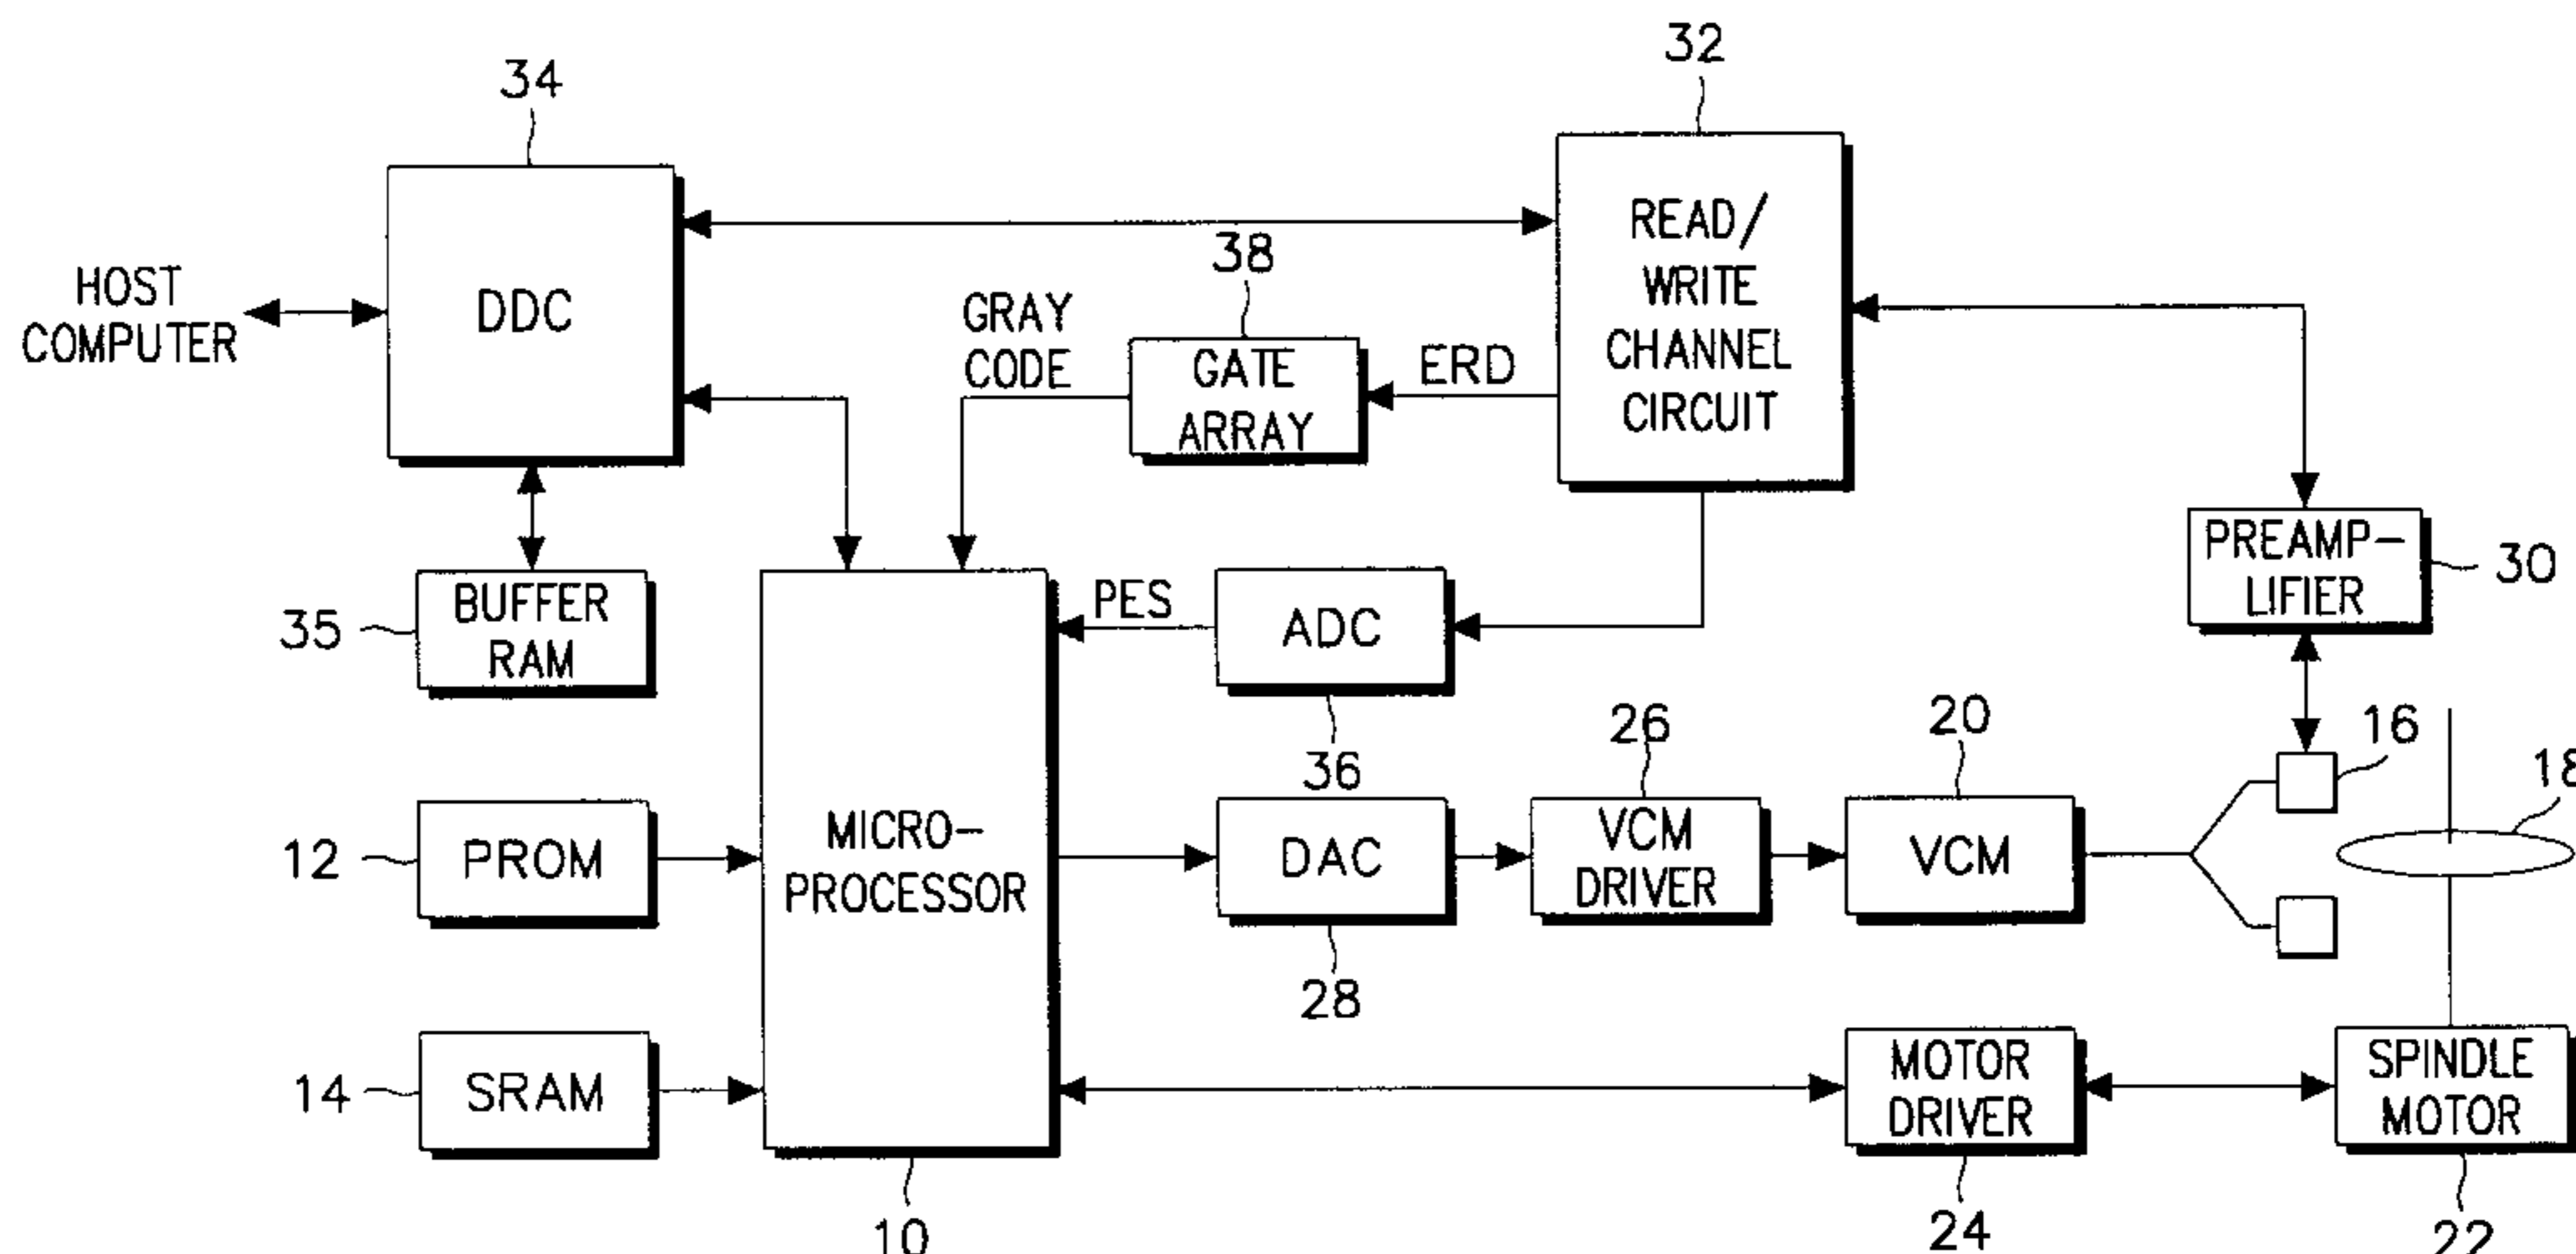 32
34
READ/
WRITE
CHANNEL
CIRCUIT
38
HOST
COMPUTER
DDC
GRAY
CODE
GATE
ARRAY
ERD
PREAMP-
LIFIER
30
35
BUFFER
RAM
PES
ADC
36
26
20
16
18
12
PROM
MICRO-
PROCESSOR
DAC
28
VCM
DRIVER
VCM
14
SRAM
MOTOR
DRIVER
SPINDLE
MOTOR
10
24
22